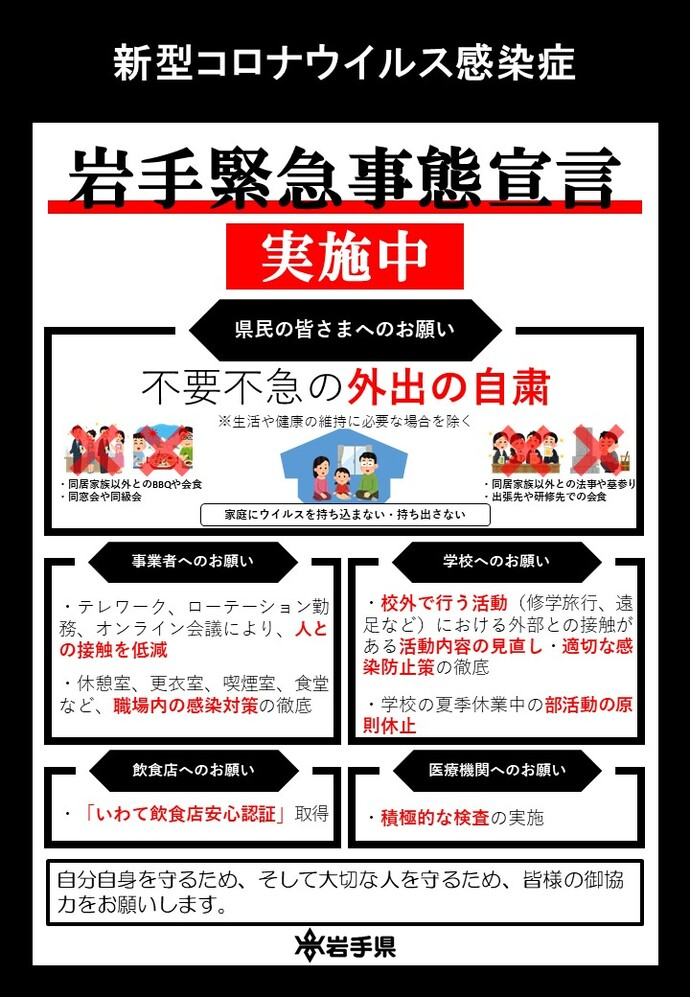 新型コロナウイルス感染症
岩手緊急事態宣言
実施中
県民の皆さまへのお願い
不要不急の外出の自粛
※生活や健康の維持に必要な場合を除く
・同居家族以外とのBBQや会食
・同窓会や同級会
・同居家族以外との法事や墓参り
・出張先や研修先での会食
家庭にウイルスを持ち込まない・持ち出さない
事業者へのお願い
・テレワーク、ローテーション勤
務、オンライン会議により、人と
の接触を低減
・休憩室、更衣室、喫煙室、食堂
など、職場内の感染対策の徹底
学校へのお願い
・校外で行う活動（修学旅行、遠
足など）における外部との接触が
ある活動内容の見直し・適切な感
染防止策の徹底
・学校の夏季休業中の部活動の原
則休止
飲食店へのお願い
・「いわて飲食店安心認証」取得
医療機関へのお願い
・積極的な検査の実施
自分自身を守るため、そして大切な人を守るため、皆様の御協
力をお願いします。
岩手県